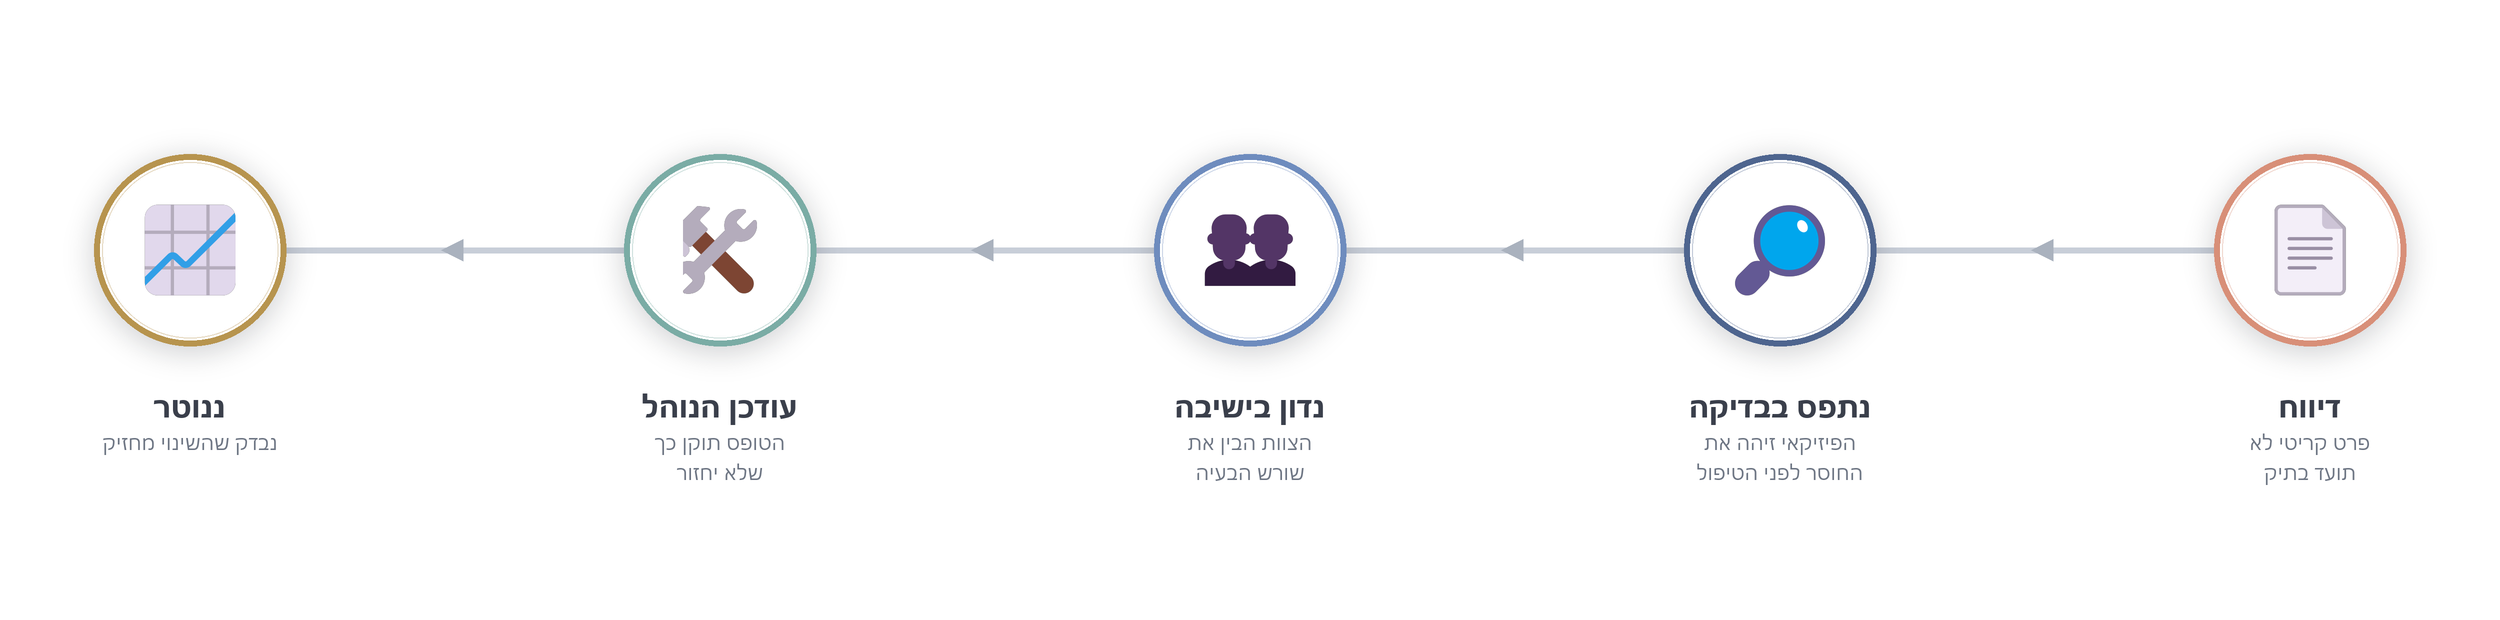 דיווח
פרט קריטי לא
תועד בתיק
נתפס בבדיקה
הפיזיקאי זיהה את
החוסר לפני הטיפול
נדון בישיבה
הצוות הבין את
שורש הבעיה
עודכן הנוהל
הטופס תוקן כך
שלא יחזור
ננוטר
נבדק שהשינוי מחזיק